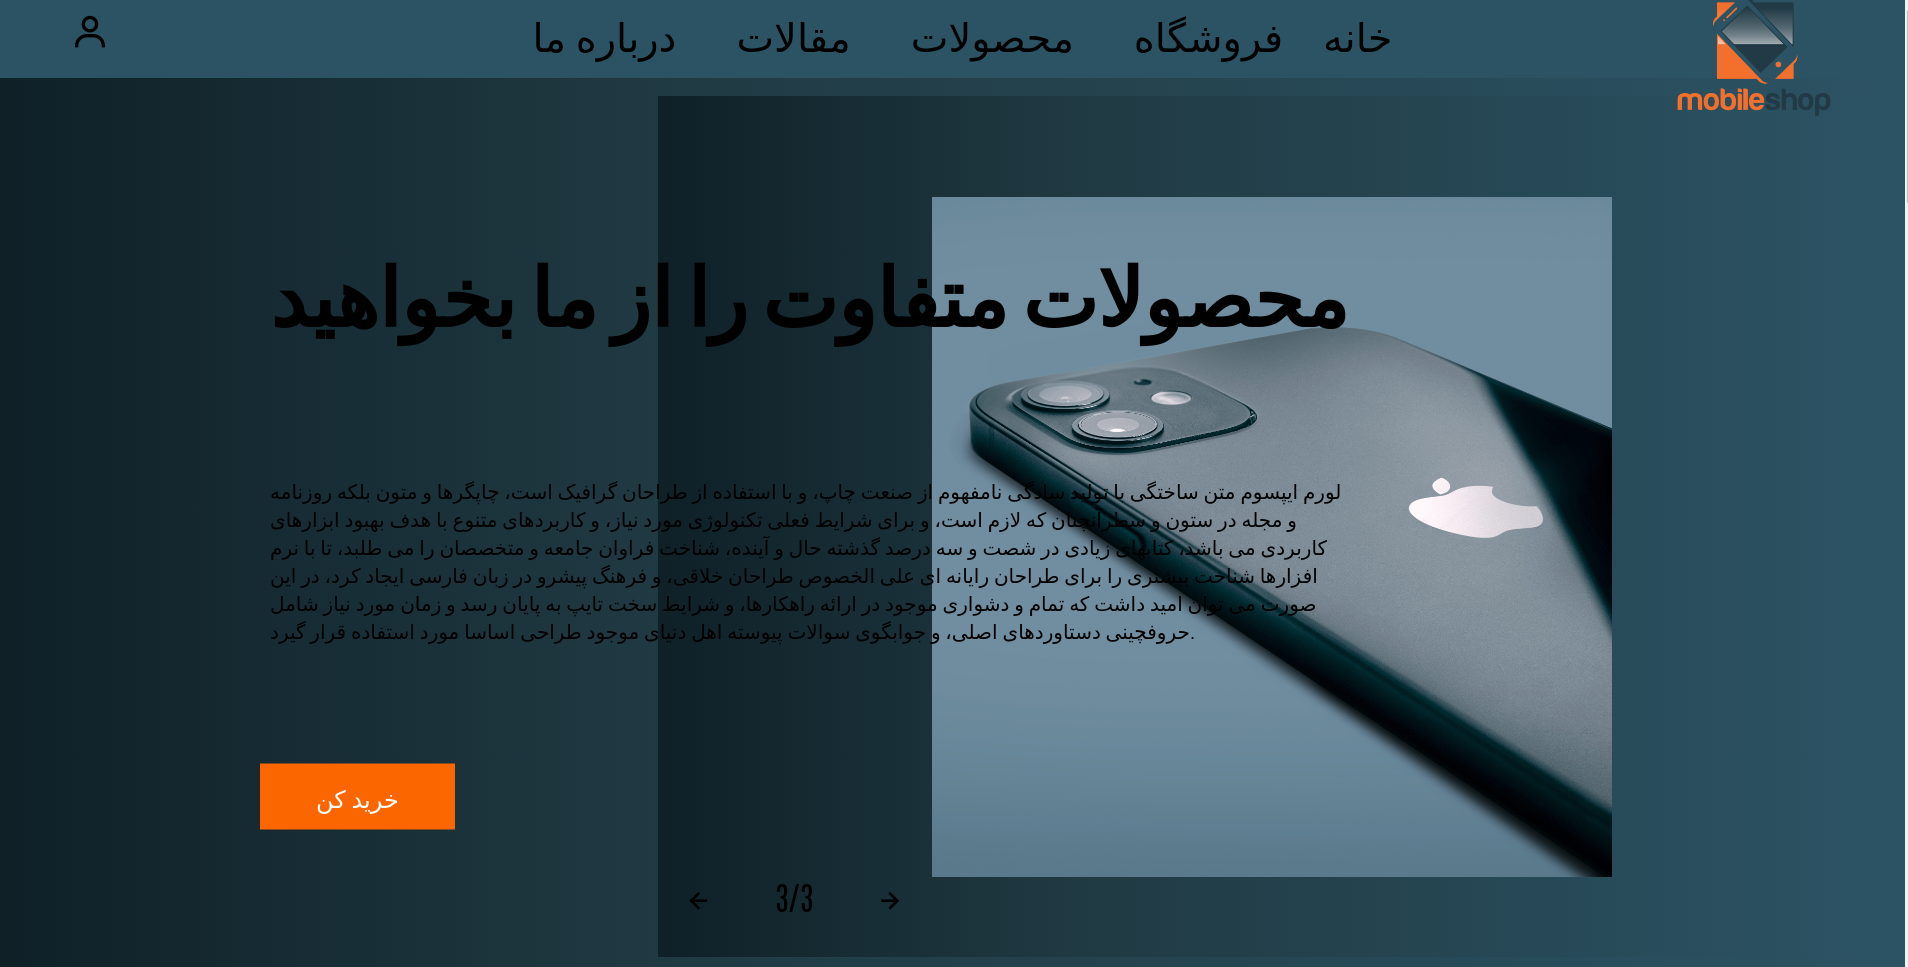 خانه
فروشگاه
محصولات
مقالات
درباره ما
mobileshop
محصولات متفاوت را از ما بخواهید
لورم ایپسوم متن ساختگی با تولید سادگی نامفهوم از صنعت چاپ، و با استفاده از طراحان گرافیک است، چاپگرها و متون بلکه روزنامه
و مجله در ستون و سطرآنچنان که لازم است، و برای شرایط فعلی تکنولوژی مورد نیاز، و کاربردهای متنوع با هدف بهبود ابزارهای
کاربردی می باشد، کتابهای زیادی در شصت و سه درصد گذشته حال و آینده، شناخت فراوان جامعه و متخصصان را می طلبد، تا با نرم
افزارها شناخت بیشتری را برای طراحان رایانه ای علی الخصوص طراحان خلاقی، و فرهنگ پیشرو در زبان فارسی ایجاد کرد، در این
صورت می توان امید داشت که تمام و دشواری موجود در ارائه راهکارها، و شرایط سخت تایپ به پایان رسد و زمان مورد نیاز شامل
حروفچینی دستاوردهای اصلی، و جوابگوی سوالات پیوسته اهل دنیای موجود طراحی اساسا مورد استفاده قرار گیرد.
خرید کن
3/3